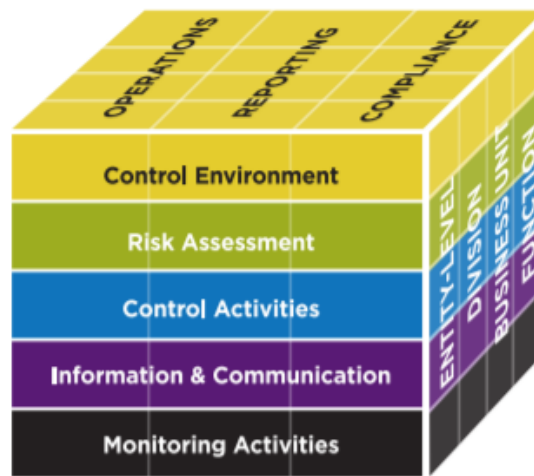 OPERATIONS
REPORTING
COMPLIANCE
Control Environment
Risk Assessment
Control Activities
Information & Communication
Monitoring Activities
ENTITY-LEVEL
DIVISION
BUSINESS UNIT
FUNCTION